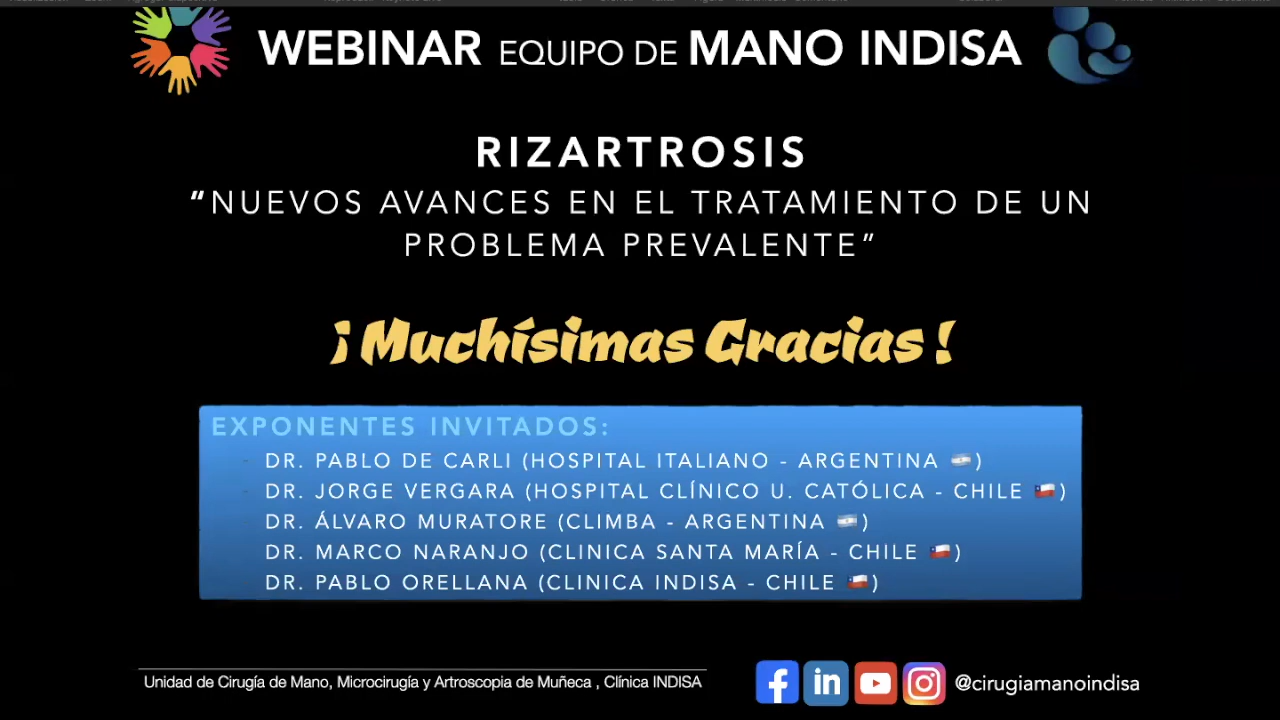 WEBINAR EQUIPO DE MANO INDISA
RIZARTROSIS
“NUEVOS AVANCES EN EL TRATAMIENTO DE UN
PROBLEMA PREVALENTE”
¡Muchísimas Gracias!
EXPONENTES INVITADOS:
- DR. PABLO DE CARLI (HOSPITAL ITALIANO - ARGENTINA 🇦🇷)
- DR. JORGE VERGARA (HOSPITAL CLÍNICO U. CATÓLICA - CHILE 🇨🇱)
DR. ÁLVARO MURATORE (CLIMBA - ARGENTINA 🇦🇷)
DR. MARCO NARANJO (CLINICA SANTA MARÍA - CHILE 🇨🇱)
DR. PABLO ORELLANA (CLINICA INDISA - CHILE 🇨🇱)
Unidad de Cirugía de Mano, Microcirugía y Artroscopia de Muñeca , Clínica INDISA
@cirugiamanoindisa